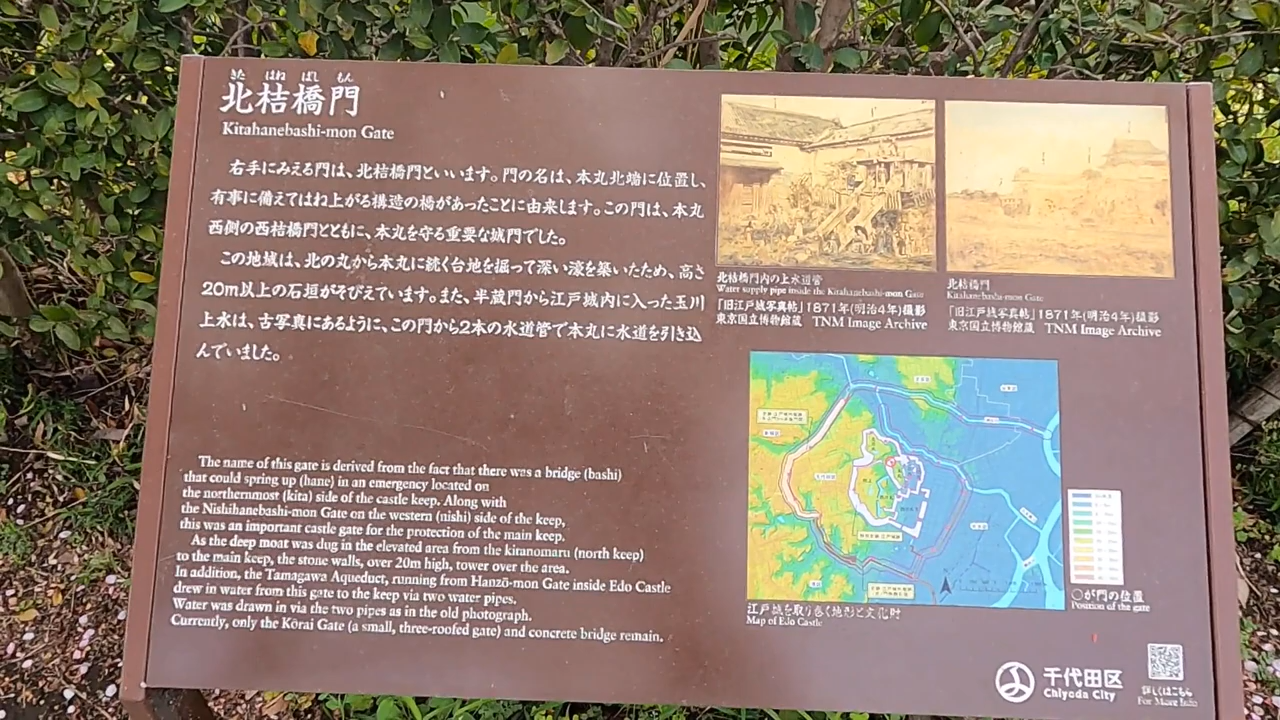 きた はね ばし もん
北桔橋門
Kitahanebashi-mon Gate
右手にみえる門は、北桔橋門といいます。門の名は、本丸北端に位置し、
有事に備えてはね上がる構造の橋があったことに由来します。この門は、本丸
西側の西桔橋門とともに、本丸を守る重要な城門でした。
この地域は、北の丸から本丸に続く台地を掘って深い濠を築いたため、高さ
20m以上の石垣がそびえています。また、半蔵門から江戸城内に入った玉川
上水は、古写真にあるように、この門から2本の水道管で本丸に水道を引き込
んでいました。
The name of this gate is derived from the fact that there was a bridge (bashi)
that could spring up (hane) in an emergency located on
the northernmost (kita) side of the castle keep. Along with
the Nishihanebashi-mon Gate on the western (nishi) side of the keep,
this was an important castle gate for the protection of the main keep.
As the deep moat was dug in the elevated area from the kiranomaru (north keep)
to the main keep, the stone walls, over 20m high, tower over the area.
In addition, the Tamagawa Aqueduct, running from Hanzō-mon Gate inside Edo Castle
drew in water from this gate to the keep via two water pipes.
Water was drawn in via the two pipes as in the old photograph.
Currently, only the Kōrai Gate (a small, three-roofed gate) and concrete bridge remain.
北桔橋門内の上水道管
Water supply pipe inside the Kitahanebashi-mon Gate
「旧江戸城写真帖」1871年(明治4年)撮影
東京国立博物館蔵 TNM Image Archive
北桔橋門
Kitahanebashi-mon Gate
「旧江戸城写真帖」1871年(明治4年)撮影
東京国立博物館蔵 TNM Image Archive
江戸城を取り巻く地形と文化財
Map of Edo Castle
○が門の位置
Position of the gate
千代田区
Chiyoda City
詳しくはこちら
For More Info